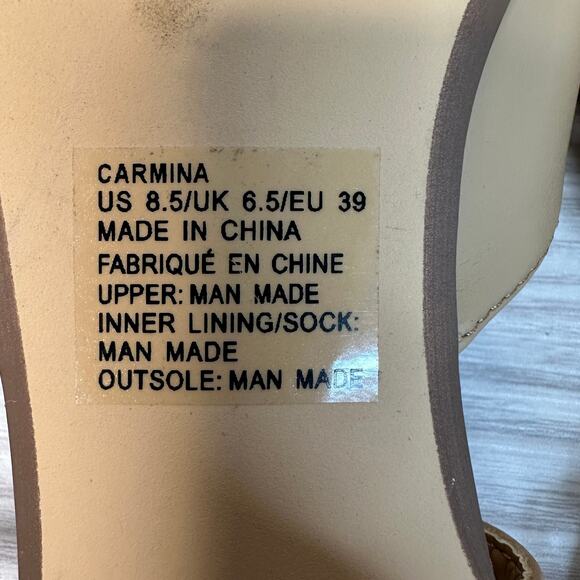 CARMINA
US 8.5/UK 6.5/EU 39
MADE IN CHINA
FABRIQUÉ EN CHINE
UPPER: MAN MADE
INNER LINING/SOCK:
MAN MADE
OUTSOLE: MAN MADE